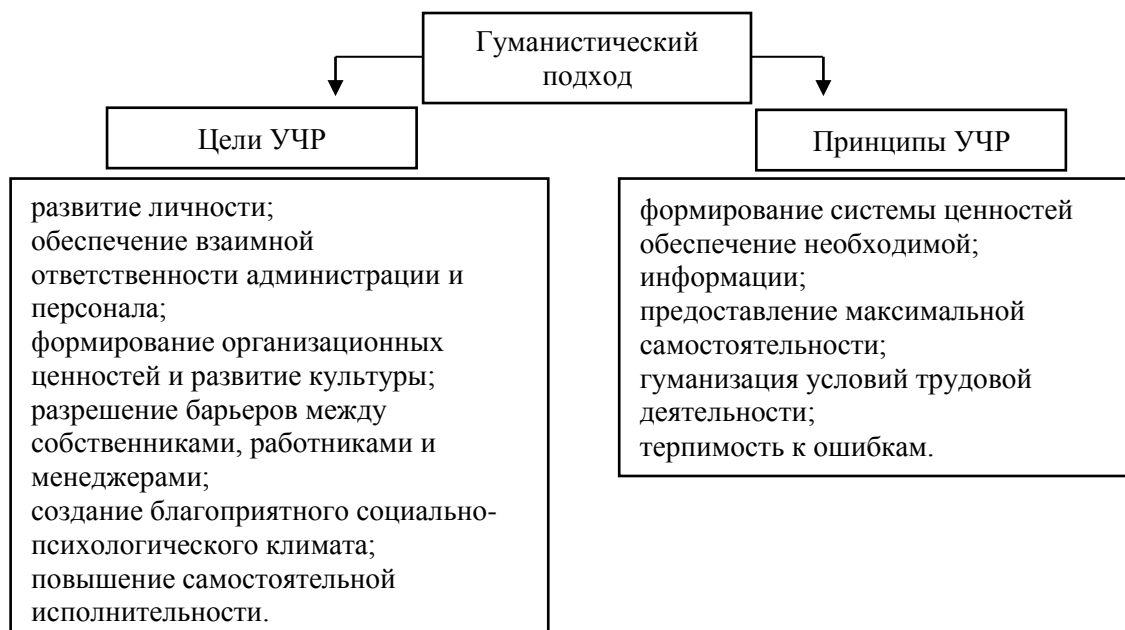 Гуманистический
подход
Цели УЧР
Принципы УЧР
развитие личности;
обеспечение взаимной
ответственности администрации и
персонала;
формирование организационных
ценностей и развитие культуры;
разрешение барьеров между
собственниками, работниками и
менеджерами;
создание благоприятного социально-
психологического климата;
повышение самостоятельной
исполнительности.
формирование системы ценностей
обеспечение необходимой;
информации;
предоставление максимальной
самостоятельности;
гуманизация условий трудовой
деятельности;
терпимость к ошибкам.